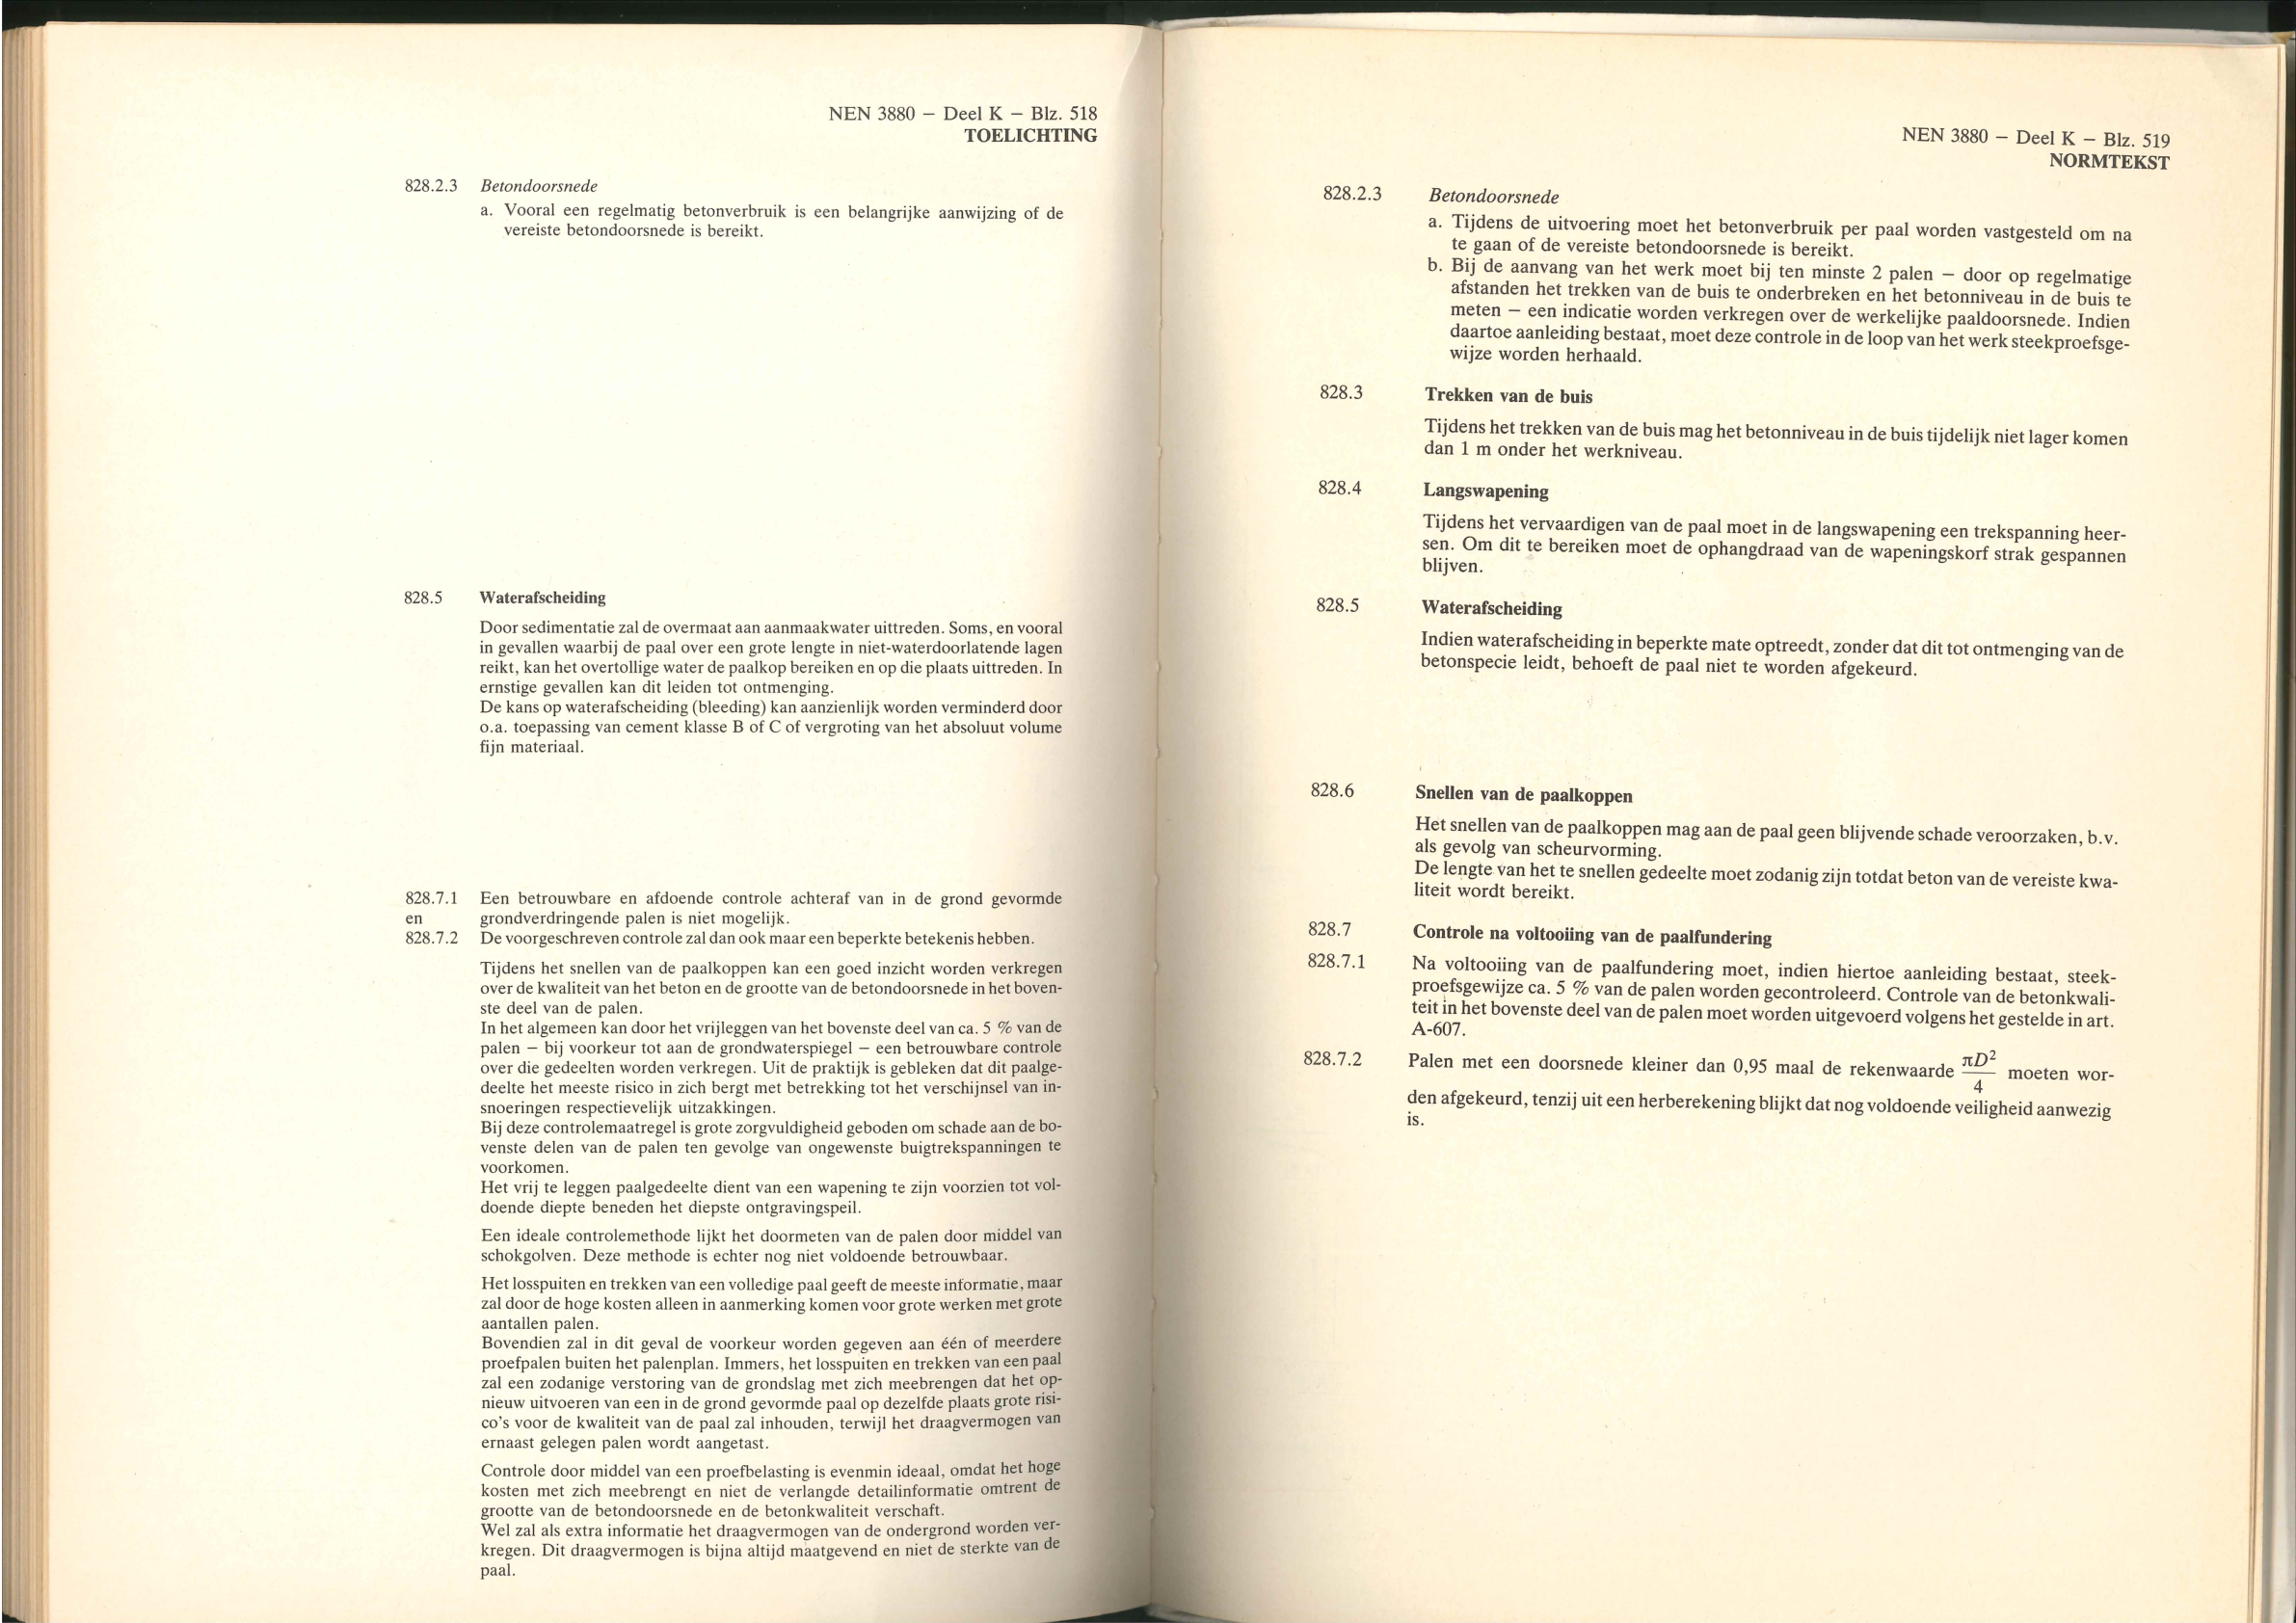 NEN 3880 – Deel K – Blz. 518
TOELICHTING
828.2.3 Betondoorsnede
a. Vooral een regelmatig betonverbruik is een belangrijke aanwijzing of de
vereiste betondoorsnede is bereikt.
828.5 Waterafscheiding
Door sedimentatie zal de overmaat aan aanmaakwater uittreden. Soms, en vooral
in gevallen waarbij de paal over een grote lengte in niet-waterdoorlatende lagen
reikt, kan het overtollige water de paalkop bereiken en op die plaats uittreden. In
ernstige gevallen kan dit leiden tot ontmenging.
De kans op waterafscheiding (bleeding) kan aanzienlijk worden verminderd door
o.a. toepassing van cement klasse B of C of vergroting van het absoluut volume
fijn materiaal.
828.7.1 Een betrouwbare en afdoende controle achteraf van in de grond gevormde
en grondverdringende palen is niet mogelijk.
828.7.2 De voorgeschreven controle zal dan ook maar een beperkte betekenis hebben.
Tijdens het snellen van de paalkoppen kan een goed inzicht worden verkregen
over de kwaliteit van het beton en de grootte van de betondoorsnede in het boven-
ste deel van de palen.
In het algemeen kan door het vrijleggen van het bovenste deel van ca. 5 % van de
palen – bij voorkeur tot aan de grondwaterspiegel – een betrouwbare controle
over die gedeelten worden verkregen. Uit de praktijk is gebleken dat dit paalge-
deelte het meeste risico in zich bergt met betrekking tot het verschijnsel van in-
snoeringen respectievelijk uitzakkingen.
Bij deze controlemaatregel is grote zorgvuldigheid geboden om schade aan de bo-
venste delen van de palen ten gevolge van ongewenste buigtrekspanningen te
voorkomen.
Het vrij te leggen paalgedeelte dient van een wapening te zijn voorzien tot vol-
doende diepte beneden het diepste ontgravingspeil.
Een ideale controlemethode lijkt het doormeten van de palen door middel van
schokgolven. Deze methode is echter nog niet voldoende betrouwbaar.
Het losspuiten en trekken van een volledige paal geeft de meeste informatie, maar
zal door de hoge kosten alleen in aanmerking komen voor grote werken met grote
aantallen palen.
Bovendien zal in dit geval de voorkeur worden gegeven aan één of meerdere
proefpalen buiten het palenplan. Immers, het losspuiten en trekken van een paal
zal een zodanige verstoring van de grondslag met zich meebrengen dat het op-
nieuw uitvoeren van een in de grond gevormde paal op dezelfde plaats grote risi-
co's voor de kwaliteit van de paal zal inhouden, terwijl het draagvermogen van
ernaast gelegen palen wordt aangetast.
Controle door middel van een proefbelasting is evenmin ideaal, omdat het hoge
kosten met zich meebrengt en niet de verlangde detailinformatie omtrent de
grootte van de betondoorsnede en de betonkwaliteit verschaft.
Wel zal als extra informatie het draagvermogen van de ondergrond worden ver-
kregen. Dit draagvermogen is bijna altijd maatgevend en niet de sterkte van de
paal.
NEN 3880 – Deel K – Blz. 519
NORMTEKST
828.2.3 Betondoorsnede
a. Tijdens de uitvoering moet het betonverbruik per paal worden vastgesteld om na
te gaan of de vereiste betondoorsnede is bereikt.
b. Bij de aanvang van het werk moet bij ten minste 2 palen – door op regelmatige
afstanden het trekken van de buis te onderbreken en het betonniveau in de buis te
meten – een indicatie worden verkregen over de werkelijke paaldoorsnede. Indien
daartoe aanleiding bestaat, moet deze controle in de loop van het werk steekproefsge-
wijze worden herhaald.
828.3 Trekken van de buis
Tijdens het trekken van de buis mag het betonniveau in de buis tijdelijk niet lager komen
dan 1 m onder het werkniveau.
828.4 Langswapening
Tijdens het vervaardigen van de paal moet in de langswapening een trekspanning heer-
sen. Om dit te bereiken moet de ophangdraad van de wapeningskorf strak gespannen
blijven.
828.5 Waterafscheiding
Indien waterafscheiding in beperkte mate optreedt, zonder dat dit tot ontmenging van de
betonspecie leidt, behoeft de paal niet te worden afgekeurd.
828.6 Snellen van de paalkoppen
Het snellen van de paalkoppen mag aan de paal geen blijvende schade veroorzaken, b.v.
als gevolg van scheurvorming.
De lengte van het te snellen gedeelte moet zodanig zijn totdat beton van de vereiste kwa-
liteit wordt bereikt.
828.7 Controle na voltooiing van de paalfundering
828.7.1 Na voltooiing van de paalfundering moet, indien hiertoe aanleiding bestaat, steek-
proefsgewijze ca. 5 % van de palen worden gecontroleerd. Controle van de betonkwali-
teit in het bovenste deel van de palen moet worden uitgevoerd volgens het gestelde in art.
A-607.
828.7.2 Palen met een doorsnede kleiner dan 0,95 maal de rekenwaarde πD²/4 moeten wor-
den afgekeurd, tenzij uit een herberekening blijkt dat nog voldoende veiligheid aanwezig
is.